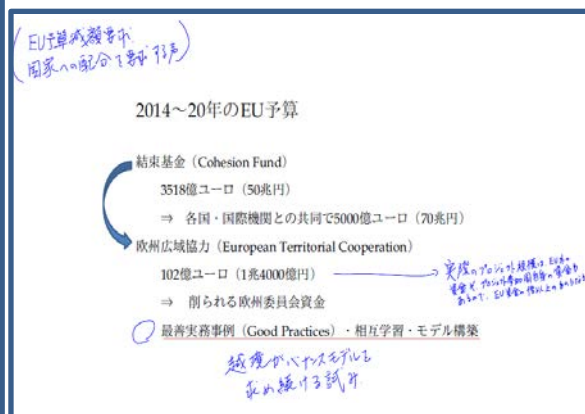 EU予算減額要求
国家への配分を要求する声
2014～20年のEU予算
結束基金（Cohesion Fund）
3518億ユーロ（50兆円）
⇒ 各国・国際機関との共同で5000億ユーロ（70兆円）
欧州広域協力（European Territorial Cooperation）
102億ユーロ（1兆4000億円）
実際のプロジェクト規模はEUの
⇒ 削られる欧州委員会資金
最善実務事例（Good Practices）・相互学習・モデル構築
越境ガバナンスモデルを
求め続ける試み